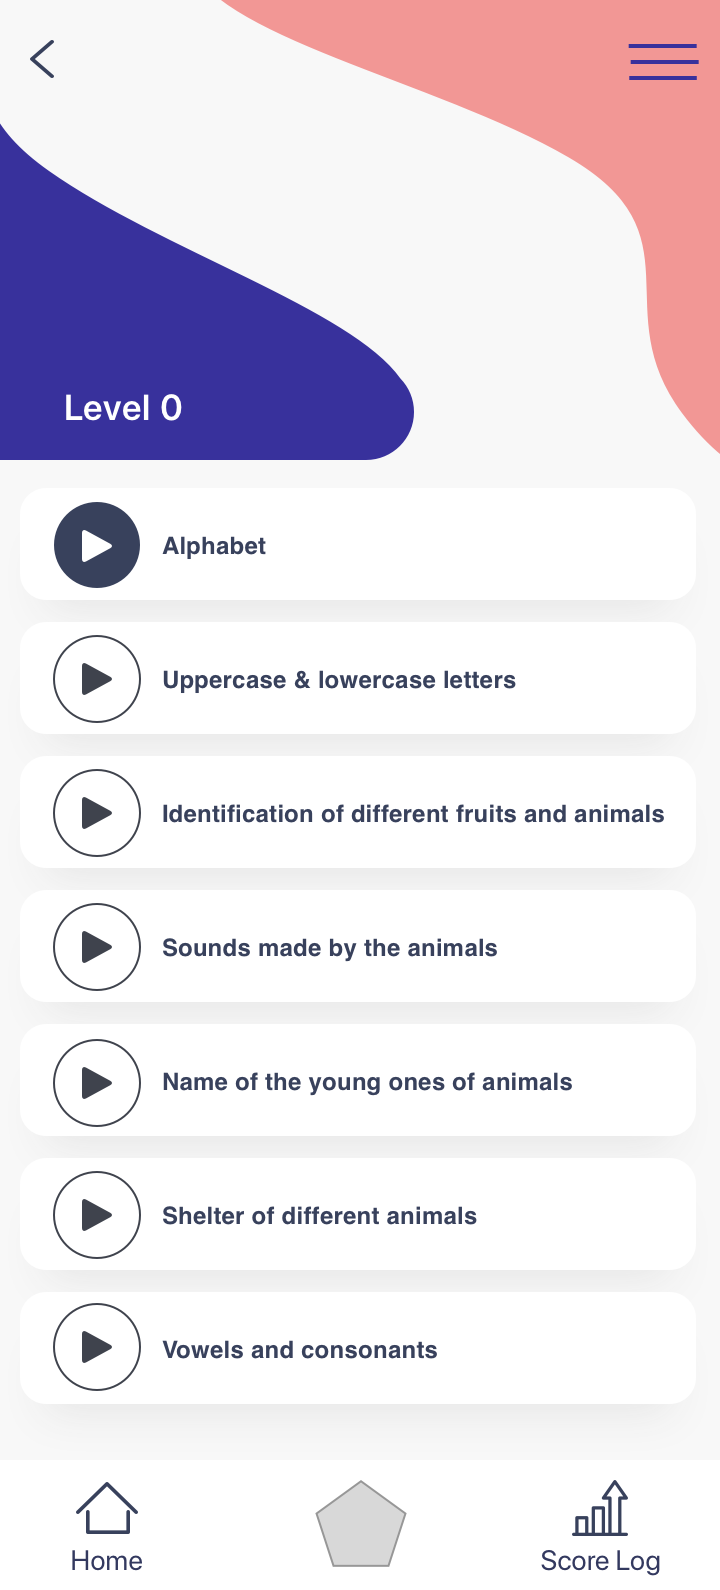 Level 0
Alphabet
Uppercase & lowercase letters
Identification of different fruits and animals
Sounds made by the animals
Name of the young ones of animals
Shelter of different animals
Vowels and consonants
Home
Score Log